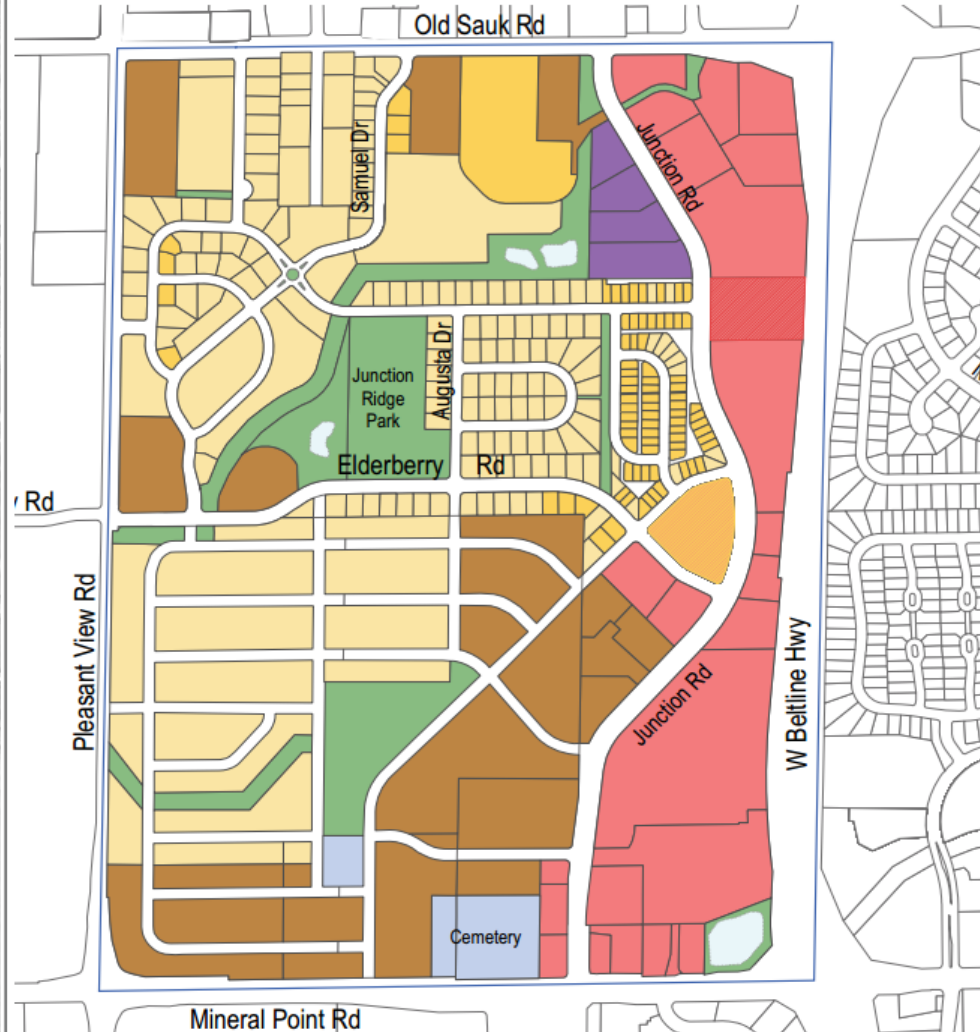 Old Sauk Rd
Samuel Dr
Junction Rd
Junction
Ridge
Park
Augusta Dr
Elderberry Rd
Rd
Pleasant View Rd
W Beltline Hwy
Junction Rd
Cemetery
Mineral Point Rd